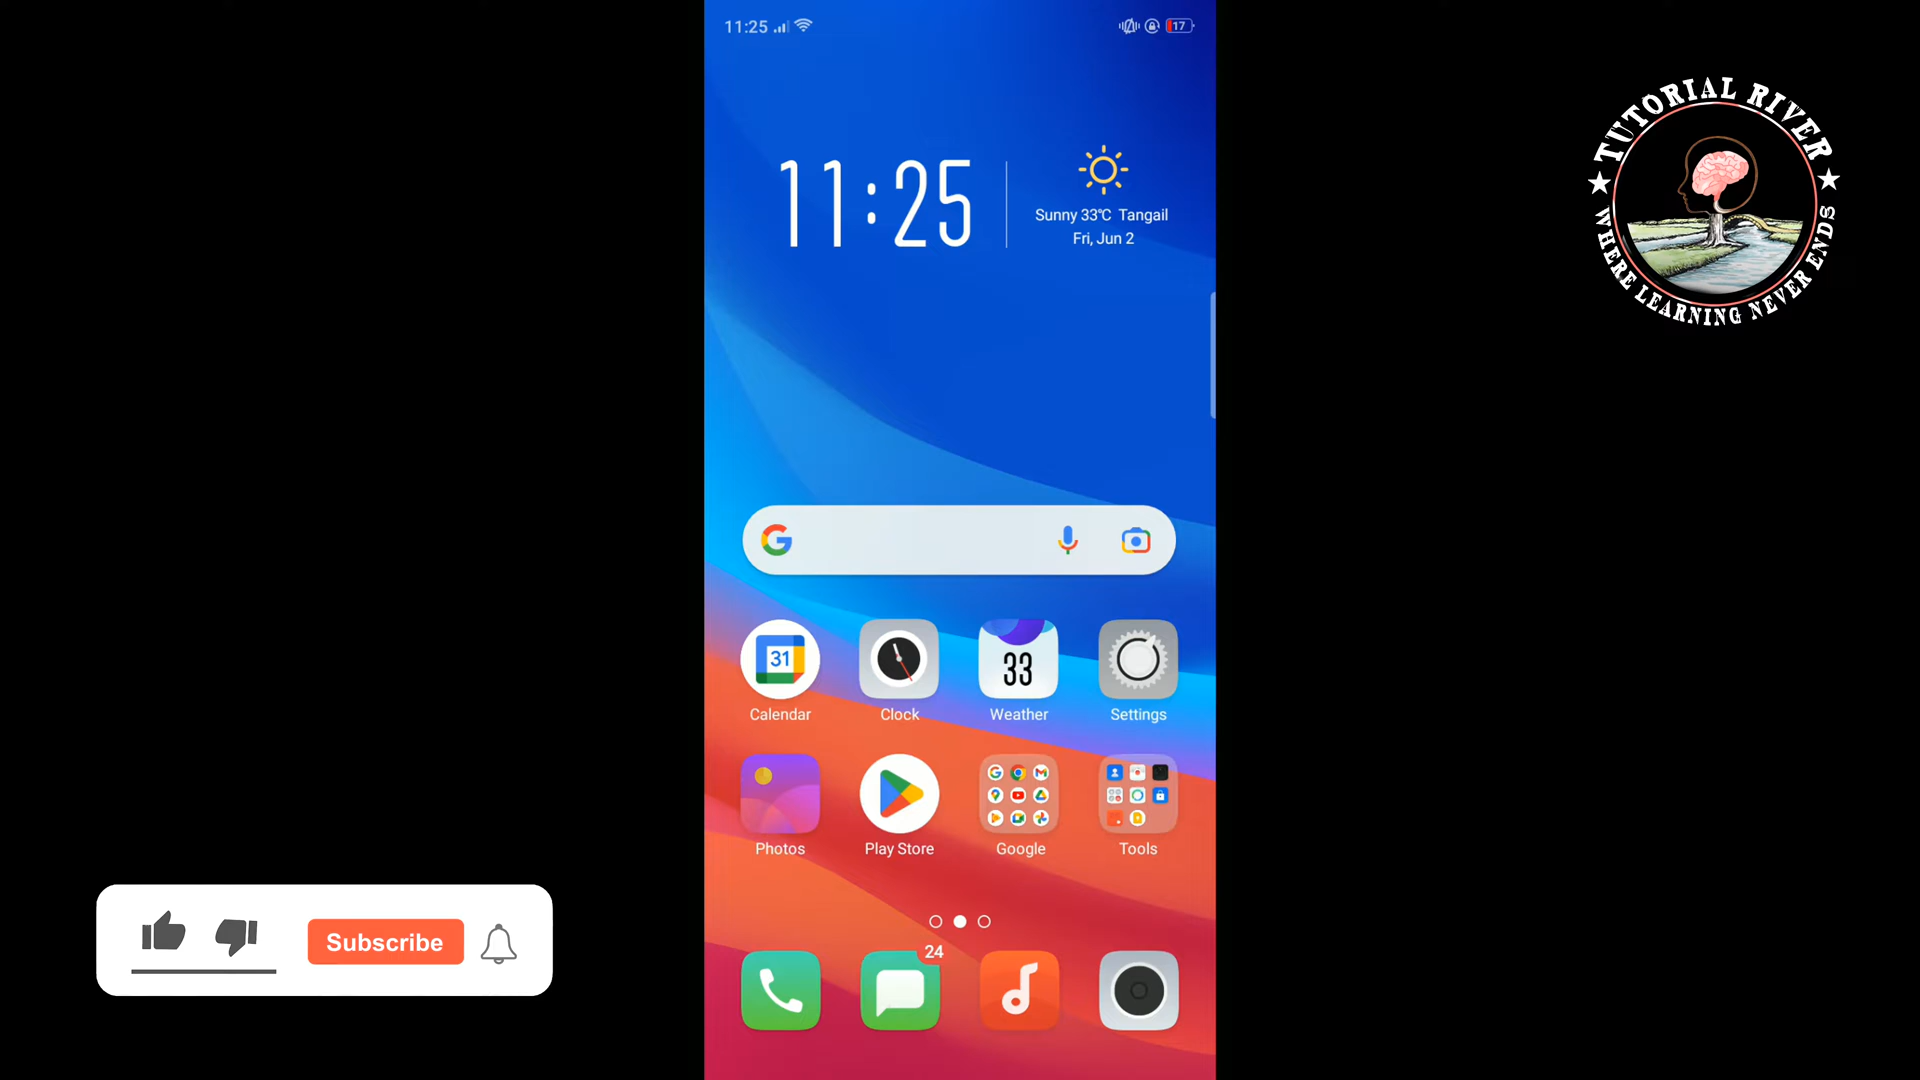 11:25
17
11:25
Sunny 33℃ Tangail
Fri, Jun 2
TUTORIAL RIVER
WHERE LEARNING NEVER ENDS
31
33
Calendar
Clock
Weather
Settings
Photos
Play Store
Google
Tools
Subscribe
24